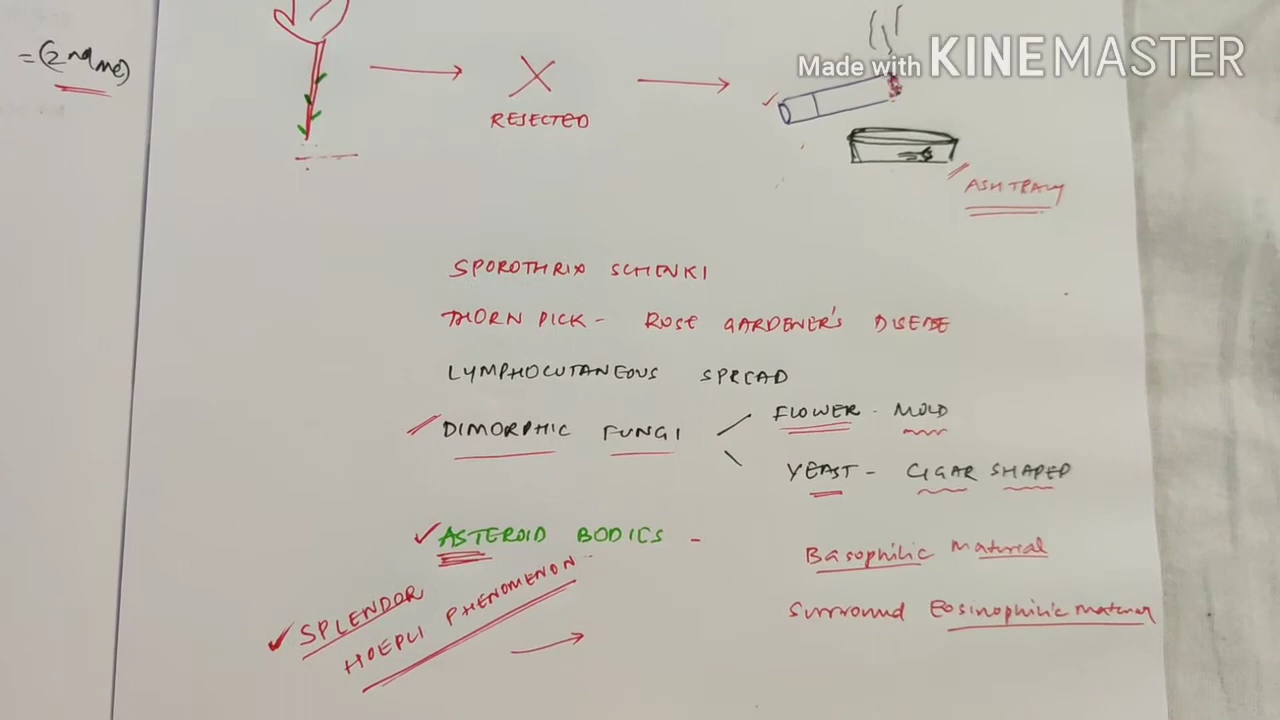 Made with KINEMASTER
REJECTED
ASHTRAY
SPOROTHRIX SCHENKI
THORN PICK - ROSE GARDENER'S DISEASE
LYMPHOCUTANEOUS SPREAD
DIMORPHIC FUNGI
FLOWER - MOLD
YEAST - CIGAR SHAPED
ASTEROID BODIES -
Basophilic Material
Surround Eosinophilic material
SPLENDOR
HOEPLI PHENOMENON